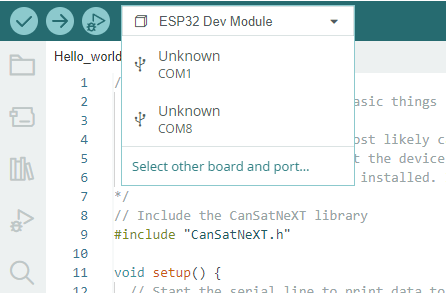 ESP32 Dev Module
Unknown
COM1
Unknown
COM8
Select other board and port...
Hello_world
1 /
2 asic things
3
4 ost likely c
5 t the device
6 installed.
7 */
8 // Include the CanSatNeXT library
9 #include "CanSatNeXT.h"
10
11 void setup() {
12 // Start the serial line to print data to